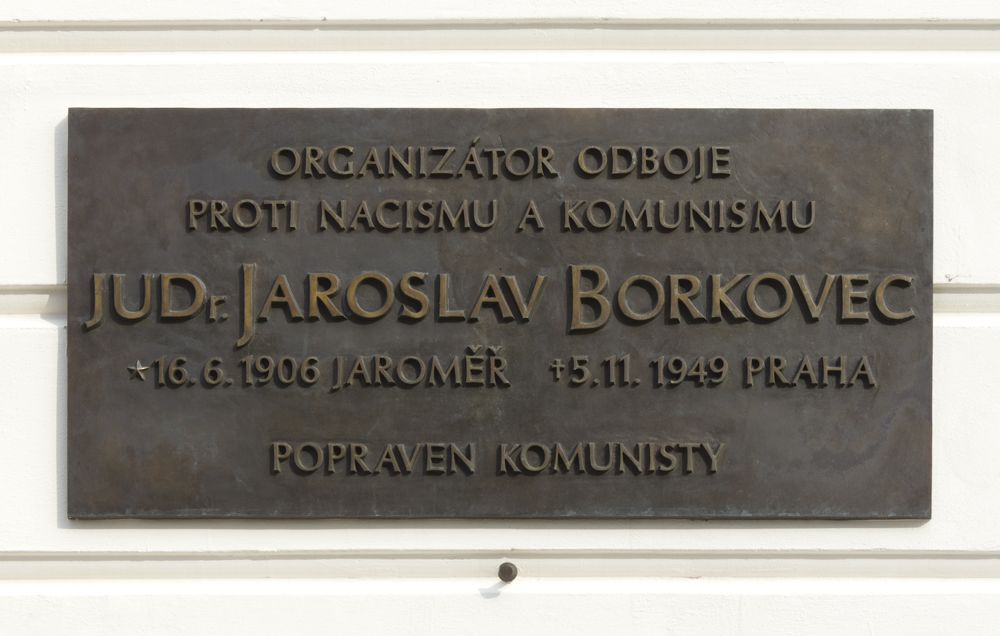 ORGANIZÁTOR ODBOJE
PROTI NACISMU A KOMUNISMU
JUDr. JAROSLAV BORKOVEC
*16.6.1906 JAROMĚŘ †5.11.1949 PRAHA
POPRAVEN KOMUNISTY